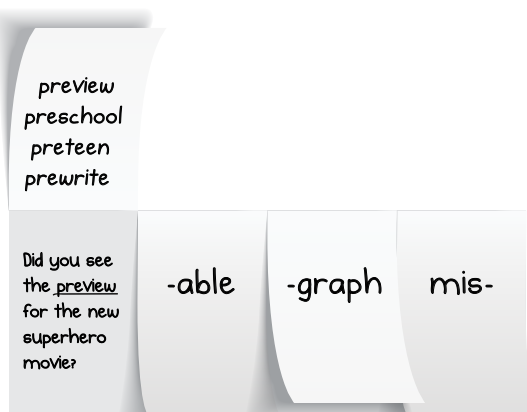 preview
preschool
preteen
prewrite
Did you see
the preview
for the new
superhero
movie?
-able
-graph
mis-